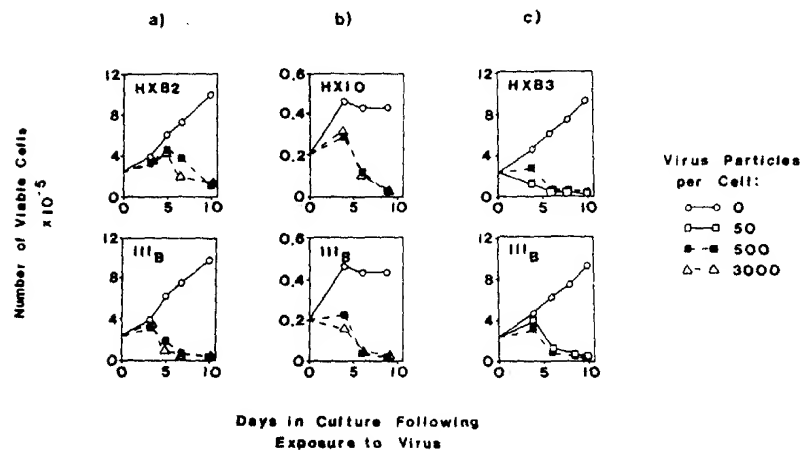 a) b) c)
Number of Viable Cells
x10⁻⁵
12
8
4
0
HXB2
0 5 10
0.6
0.4
0.2
0
HX10
0 5 10
12
8
4
0
HXB3
0 5 10
12
8
4
0
III B
0 5 10
0.6
0.4
0.2
0
III B
0 5 10
12
8
4
0
III B
0 5 10
Virus Particles
per Cell:
0
50
500
3000
Days in Culture Following
Exposure to Virus